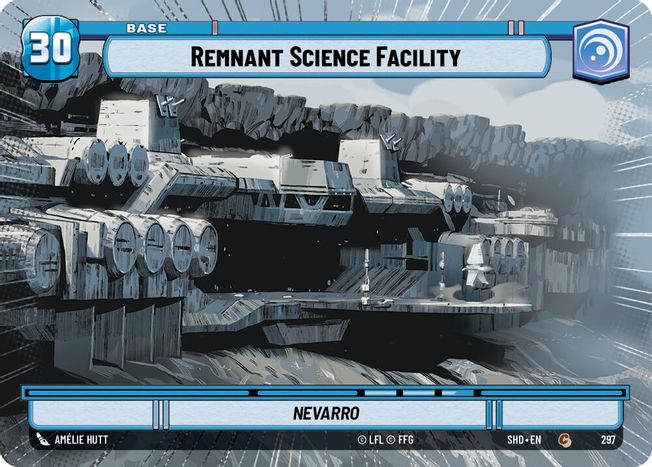 30
BASE
REMNANT SCIENCE FACILITY
NEVARRO
AMÉLIE HUTT
© LFL © FFG
SHD • EN
C
297